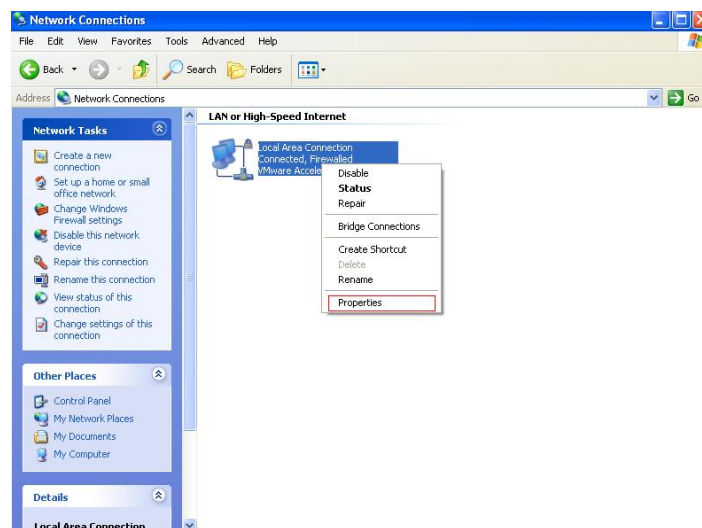 Network Connections
File Edit View Favorites Tools Advanced Help
Back Search Folders
Address Network Connections Go
Network Tasks
Create a new
connection
Set up a home or small
office network
Change Windows
Firewall settings
Disable this network
device
Repair this connection
Rename this connection
View status of this
connection
Change settings of this
connection
Other Places
Control Panel
My Network Places
My Documents
My Computer
Details
Local Area Connection
LAN or High-Speed Internet
Local Area Connection
Connected, Firewalled
VMware Accele
Disable
Status
Repair
Bridge Connections
Create Shortcut
Delete
Rename
Properties